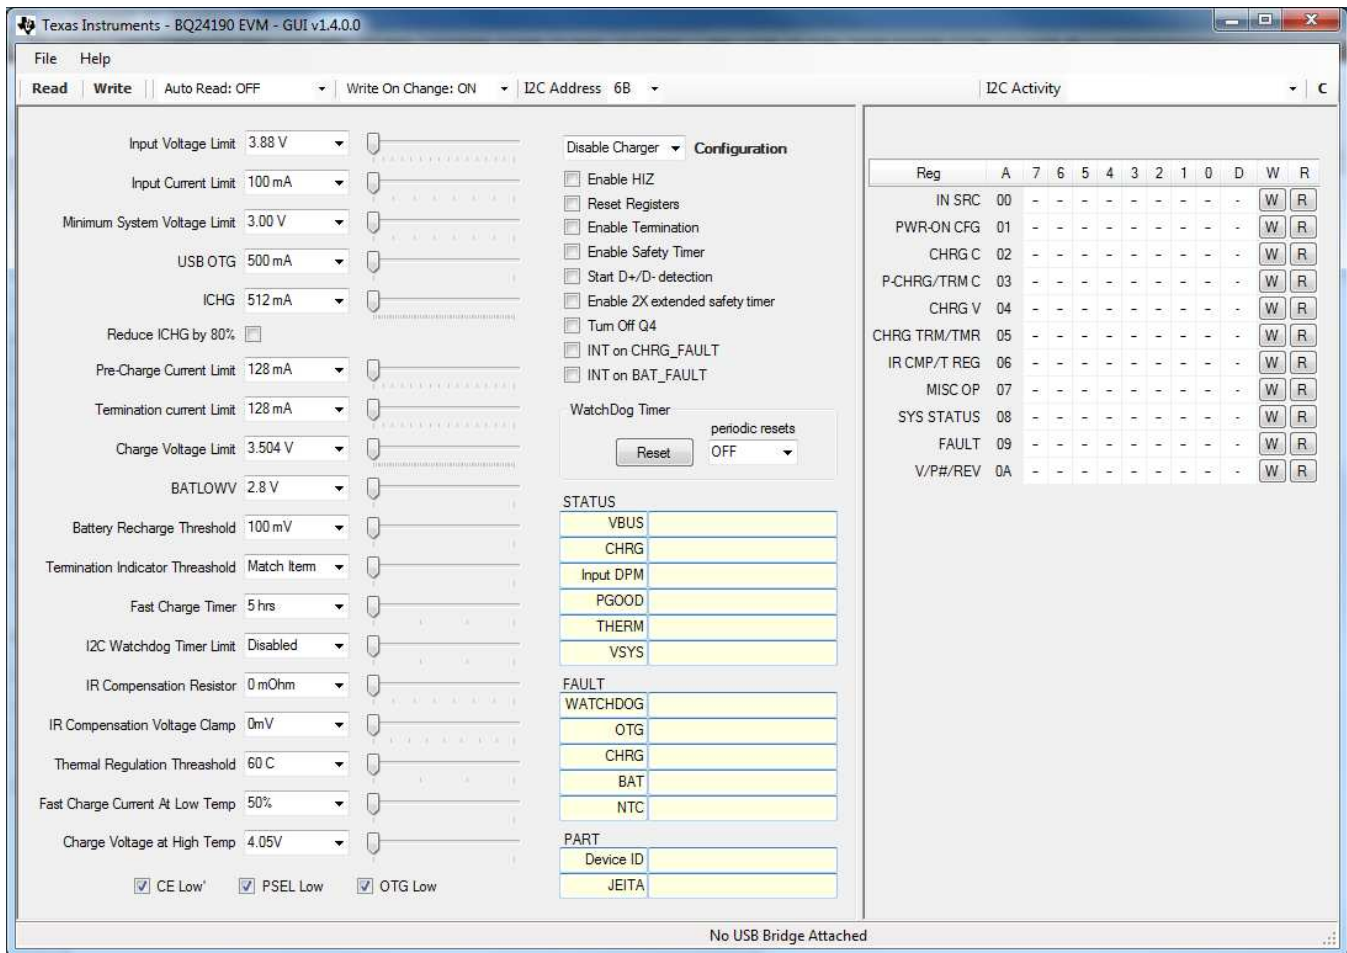 Texas Instruments - BQ24190 EVM - GUI v1.4.0.0
File Help
Read Write Auto Read: OFF Write On Change: ON I2C Address 6B I2C Activity C
Input Voltage Limit 3.88 V
Input Current Limit 100 mA
Minimum System Voltage Limit 3.00 V
USB OTG 500 mA
ICHG 512 mA
Reduce ICHG by 80%
Pre-Charge Current Limit 128 mA
Termination current Limit 128 mA
Charge Voltage Limit 3.504 V
BATLOWV 2.8 V
Battery Recharge Threshold 100 mV
Termination Indicator Threashold Match Iterm
Fast Charge Timer 5 hrs
I2C Watchdog Timer Limit Disabled
IR Compensation Resistor 0 mOhm
IR Compensation Voltage Clamp 0mV
Thermal Regulation Threashold 60 C
Fast Charge Current At Low Temp 50%
Charge Voltage at High Temp 4.05V
CE Low' PSEL Low OTG Low
Disable Charger Configuration
Enable HIZ
Reset Registers
Enable Termination
Enable Safety Timer
Start D+/D- detection
Enable 2X extended safety timer
Turn Off Q4
INT on CHRG_FAULT
INT on BAT_FAULT
WatchDog Timer
periodic resets
Reset OFF
STATUS
VBUS
CHRG
Input DPM
PGOOD
THERM
VSYS
FAULT
WATCHDOG
OTG
CHRG
BAT
NTC
PART
Device ID
JEITA
Reg A 7 6 5 4 3 2 1 0 D W R
IN SRC 00 - - - - - - - - - W R
PWR-ON CFG 01 - - - - - - - - - W R
CHRG C 02 - - - - - - - - - W R
P-CHRG/TRM C 03 - - - - - - - - - W R
CHRG V 04 - - - - - - - - - W R
CHRG TRM/TMR 05 - - - - - - - - - W R
IR CMP/T REG 06 - - - - - - - - - W R
MISC OP 07 - - - - - - - - - W R
SYS STATUS 08 - - - - - - - - - W R
FAULT 09 - - - - - - - - - W R
V/P#/REV 0A - - - - - - - - - W R
No USB Bridge Attached